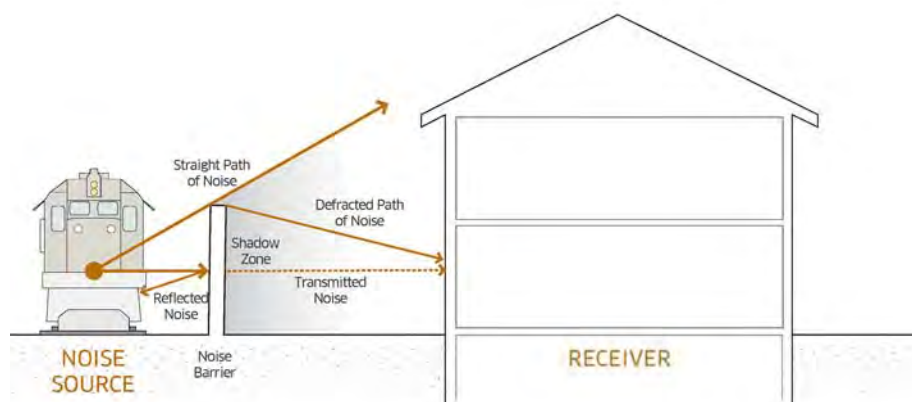 Straight Path
of Noise
Defracted Path
of Noise
Shadow
Zone
Transmitted
Noise
Reflected
Noise
NOISE
SOURCE
Noise
Barrier
RECEIVER